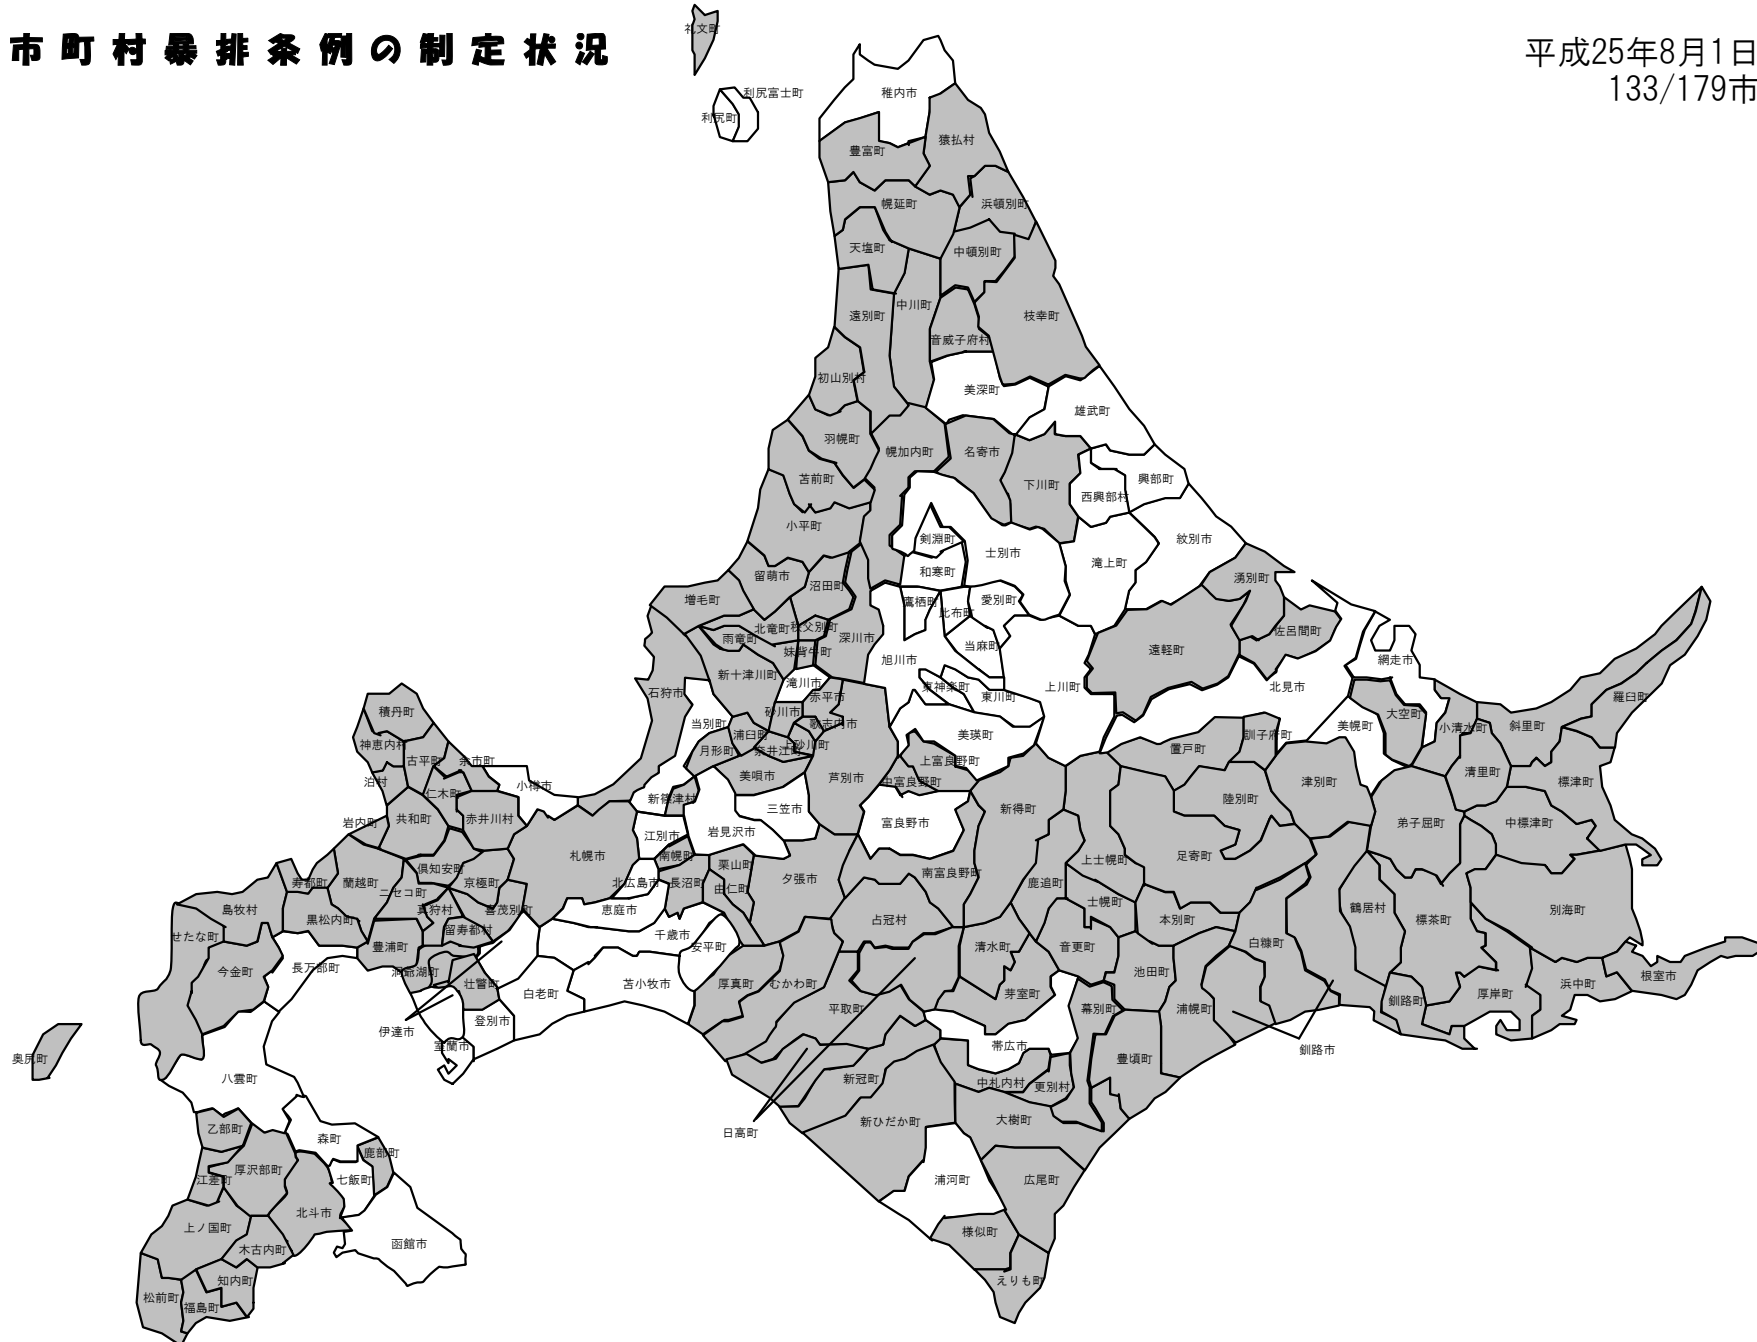 市町村暴排条例の制定状況
平成25年8月1日
133/179市
礼文町
利尻富士町
利尻町
稚内市
豊富町
猿払村
幌延町
浜頓別町
天塩町
中頓別町
中川町
遠別町
枝幸町
音威子府村
初山別村
美深町
雄武町
羽幌町
幌加内町
名寄市
苫前町
下川町
興部町
西興部村
小平町
剣淵町
士別市
紋別市
滝上町
和寒町
留萌市
沼田町
湧別町
増毛町
鷹栖町
愛別町
比布町
北竜町
秩父別町
雨竜町
深川市
佐呂間町
妹背牛町
当麻町
遠軽町
旭川市
網走市
新十津川町
滝川市
東神楽町
上川町
北見市
石狩市
赤平市
東川町
羅臼町
積丹町
砂川市
大空町
当別町
歌志内市
美幌町
小清水町
斜里町
浦臼町
美瑛町
訓子府町
神恵内村
上砂川町
月形町
奈井江町
置戸町
古平町
余市町
上富良野町
美唄市
芦別市
清里町
泊村
中富良野町
津別町
標津町
小樽市
仁木町
新篠津村
三笠市
新得町
陸別町
岩内町
共和町
赤井川村
岩見沢市
富良野市
弟子屈町
中標津町
江別市
札幌市
南幌町
足寄町
上士幌町
栗山町
倶知安町
南富良野町
夕張市
寿都町
蘭越町
京極町
北広島市
長沼町
鹿追町
ニセコ町
由仁町
士幌町
鶴居村
島牧村
真狩村
喜茂別町
恵庭市
別海町
黒松内町
占冠村
本別町
標茶町
せたな町
留寿都村
千歳市
安平町
清水町
音更町
白糠町
豊浦町
今金町
長万部町
洞爺湖町
池田町
根室市
壮瞥町
苫小牧市
厚真町
むかわ町
浜中町
白老町
芽室町
厚岸町
釧路町
平取町
幕別町
浦幌町
登別市
伊達市
室蘭市
帯広市
釧路市
奥尻町
豊頃町
八雲町
新冠町
中札内村
更別村
新ひだか町
大樹町
乙部町
日高町
森町
鹿部町
厚沢部町
江差町
七飯町
浦河町
広尾町
北斗市
上ノ国町
様似町
函館市
木古内町
知内町
えりも町
松前町
福島町